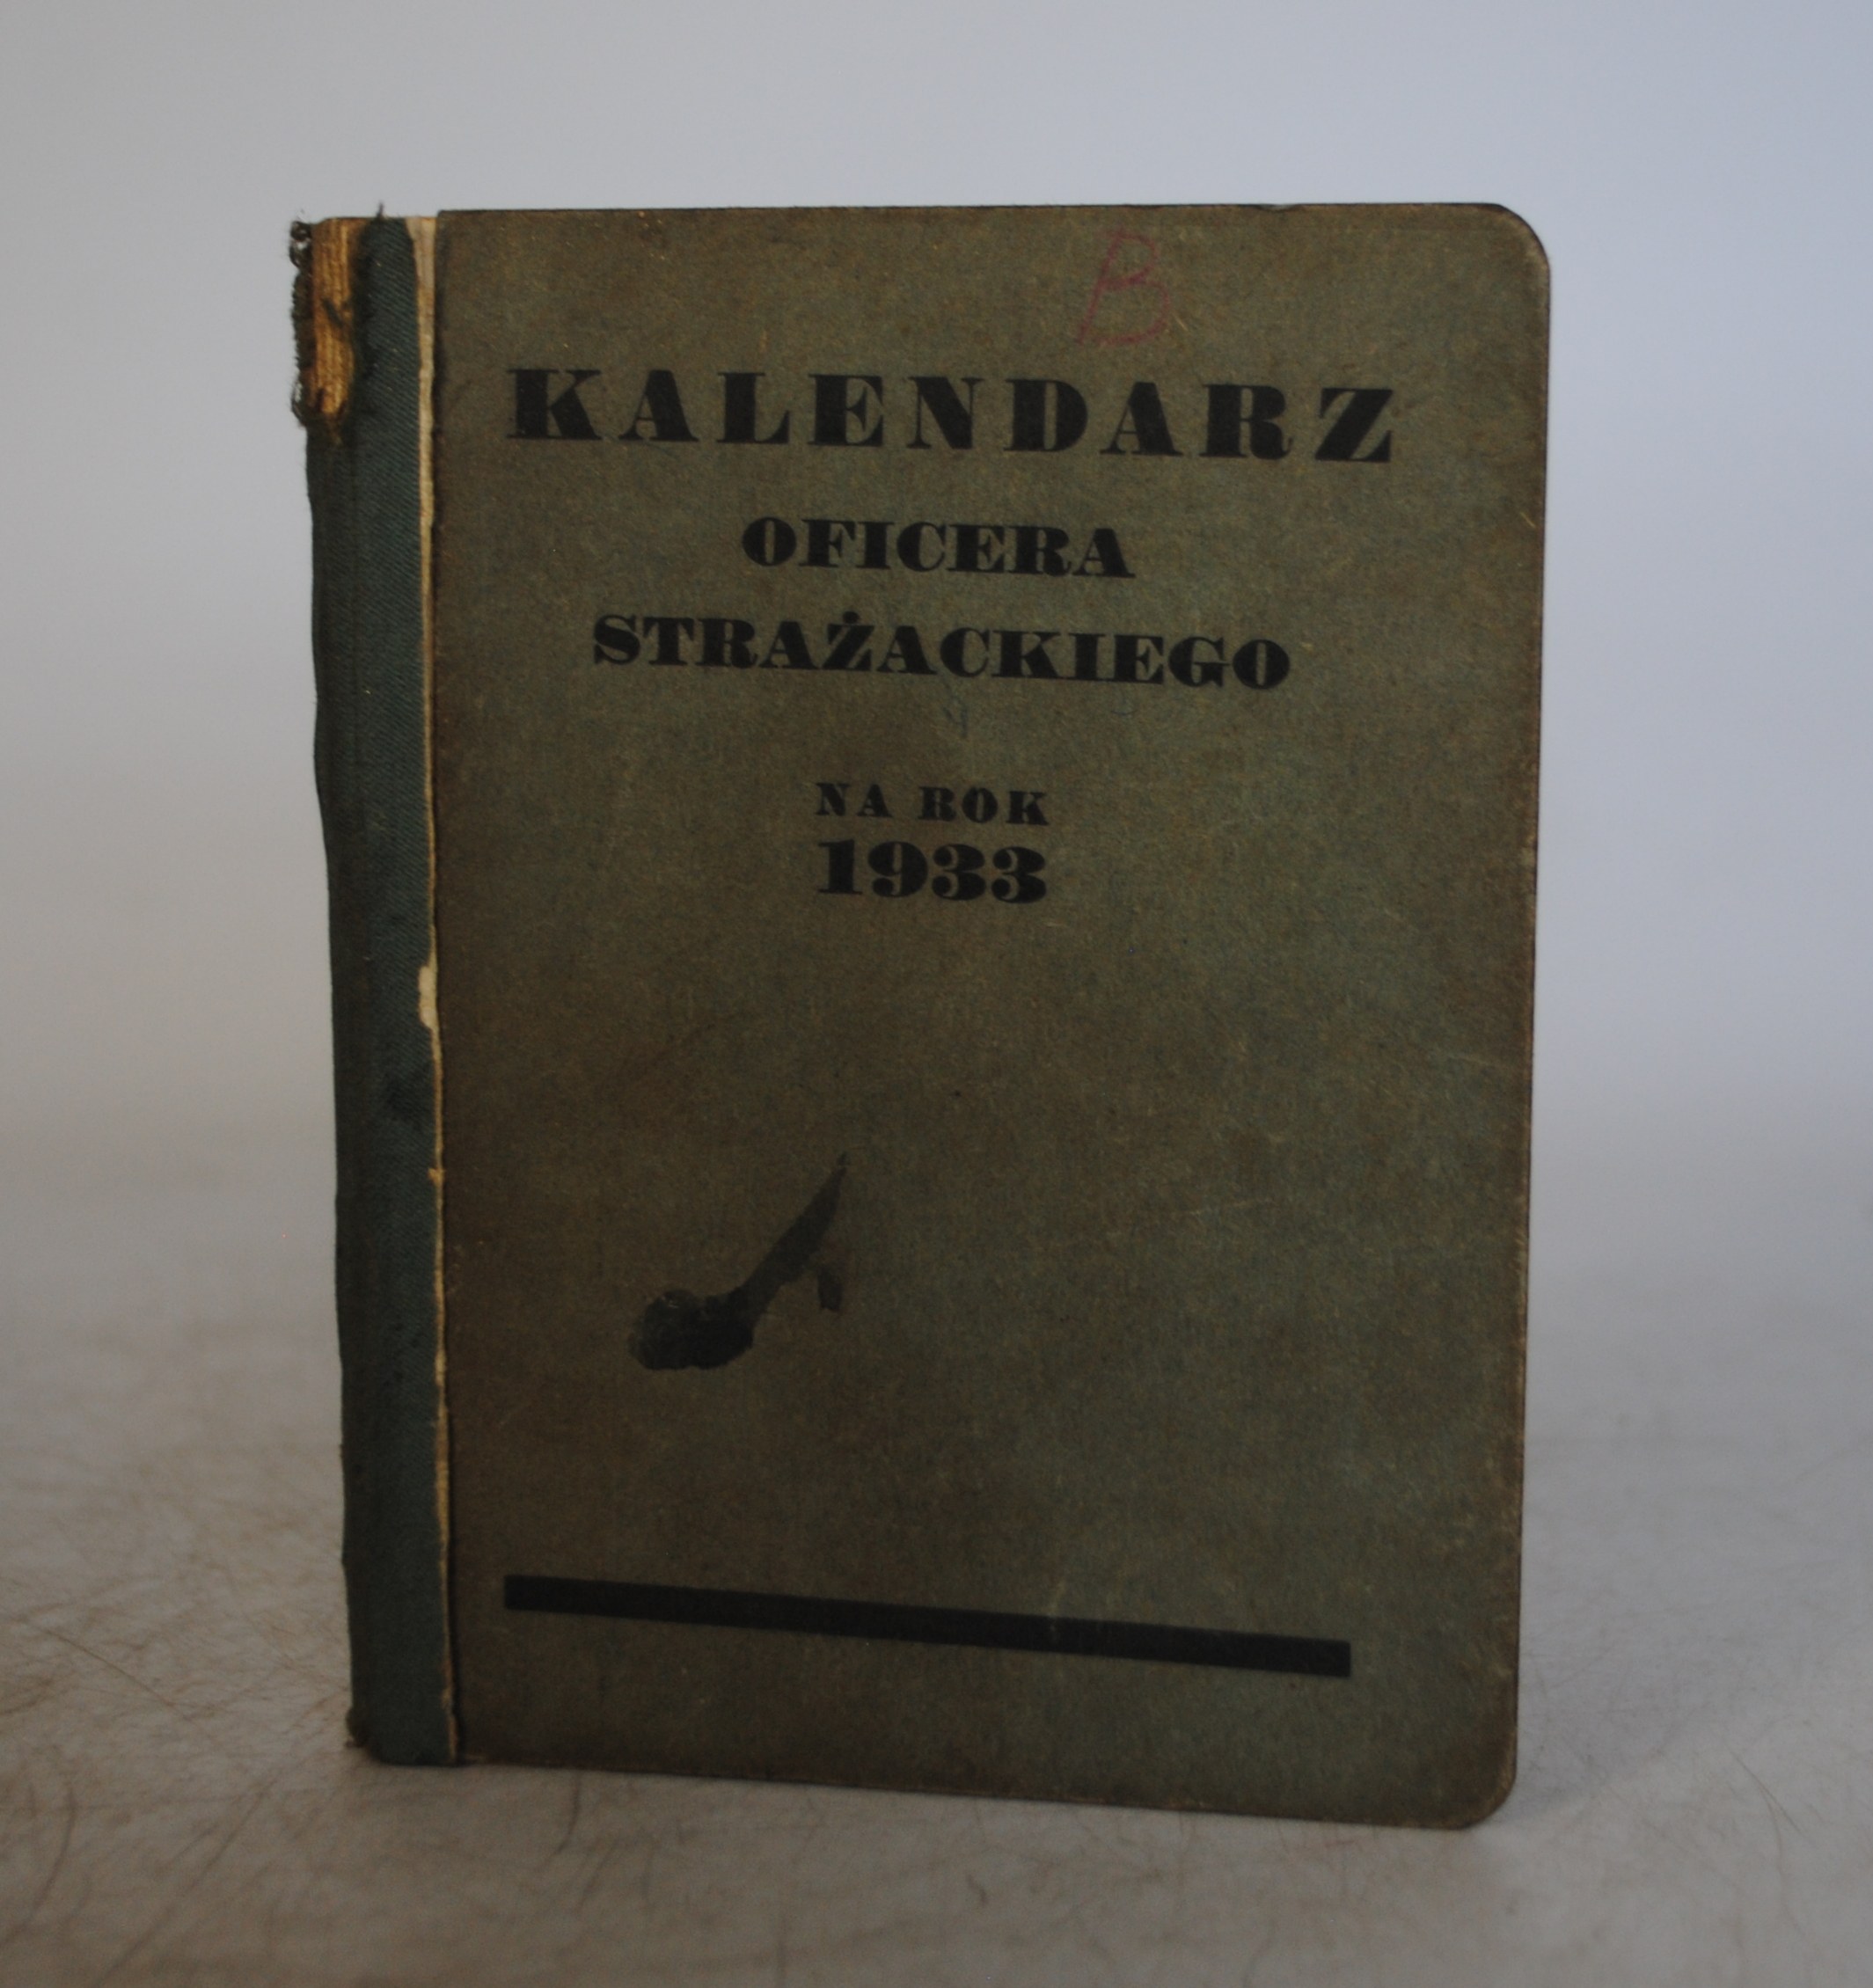 B
KALENDARZ
OFICERA
STRAŻACKIEGO
NA ROK
1933